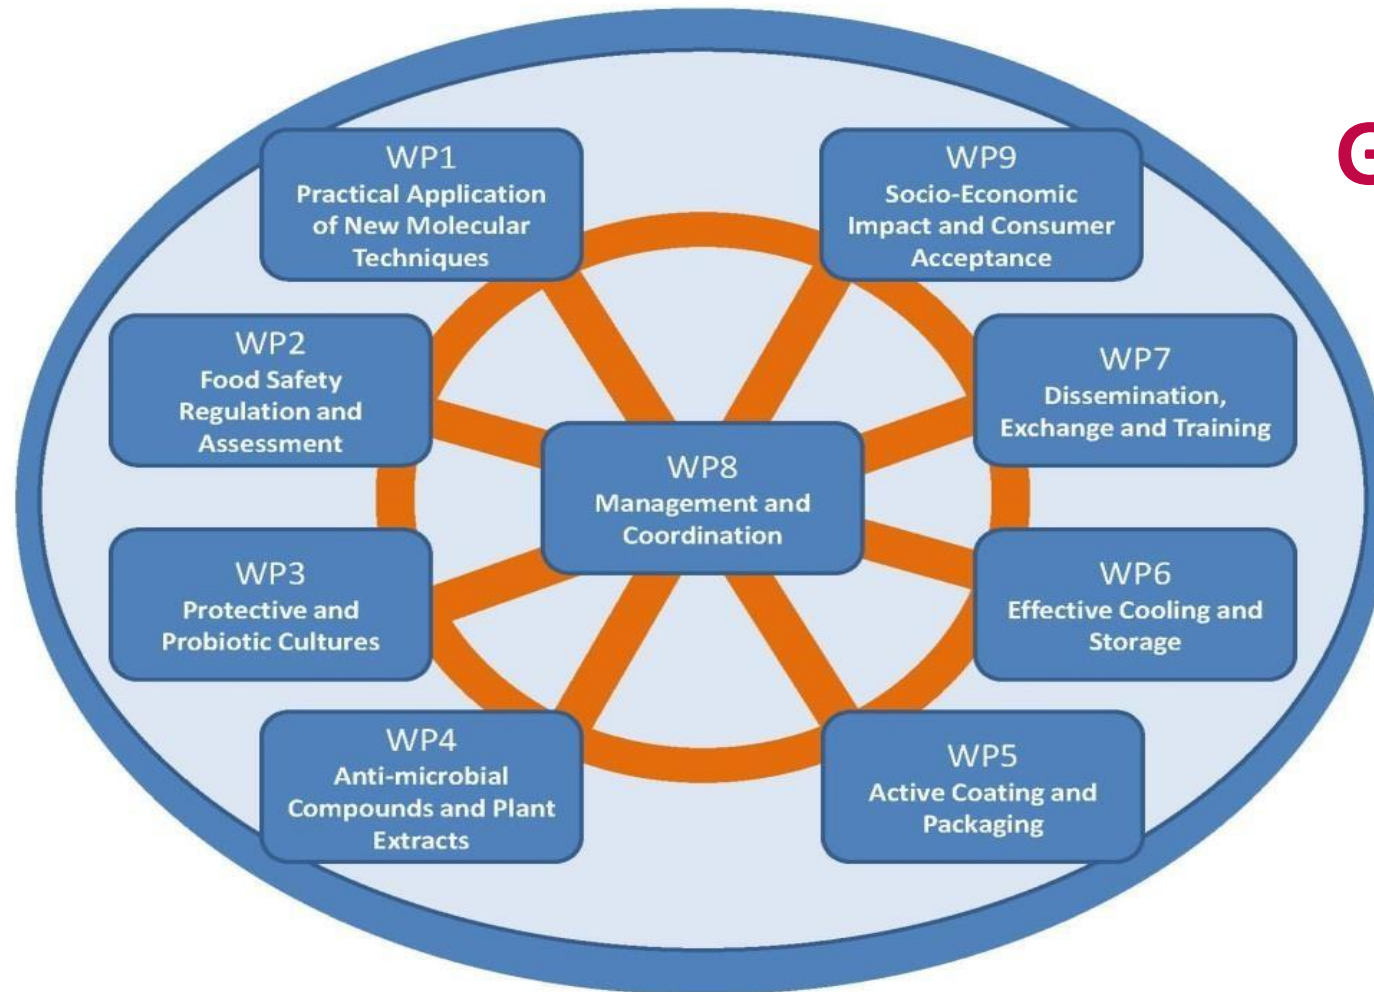 WP1
Practical Application
of New Molecular
Techniques
WP9
Socio-Economic
Impact and Consumer
Acceptance
G
WP2
Food Safety
Regulation and
Assessment
WP7
Dissemination,
Exchange and Training
WP8
Management and
Coordination
WP3
Protective and
Probiotic Cultures
WP6
Effective Cooling and
Storage
WP4
Anti-microbial
Compounds and Plant
Extracts
WP5
Active Coating and
Packaging